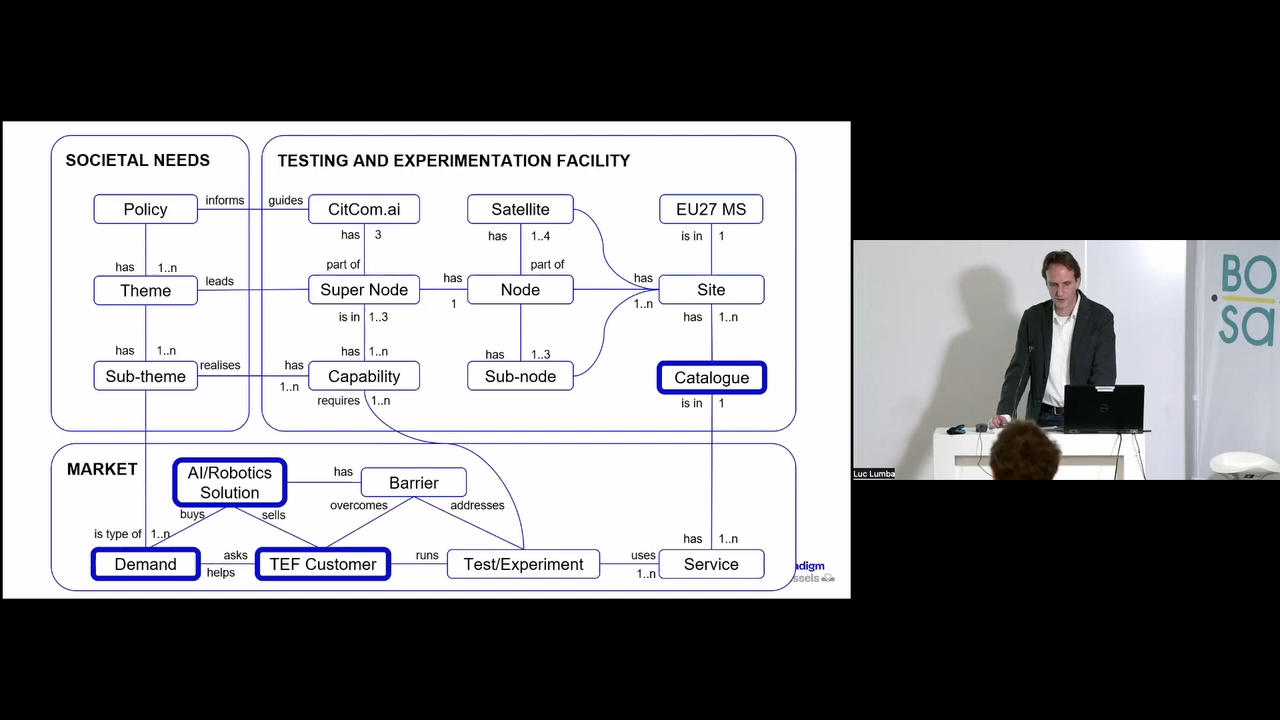 SOCIETAL NEEDS
TESTING AND EXPERIMENTATION FACILITY
Policy
informs
guides
CitCom.ai
Satellite
EU27 MS
has 3
has 1..4
is in 1
has 1..n
part of
part of
Theme
leads
Super Node
has
1
Node
has
1..n
Site
is in 1..3
has 1..n
has 1..n
realises
has
1..n
has 1..n
has 1..3
Sub-theme
Capability
Sub-node
Catalogue
requires 1..n
is in 1
MARKET
AI/Robotics
Solution
has
Barrier
buys
sells
overcomes
addresses
is type of 1..n
has 1..n
Demand
asks
helps
TEF Customer
runs
Test/Experiment
uses
1..n
Service
adigm
ssels
BO
sa
Luc Lumba